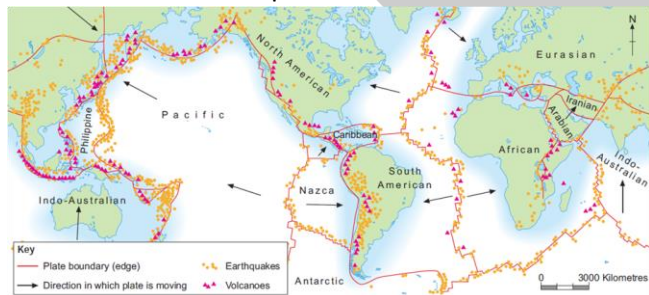 N
North American
Eurasian
Iranian
Arabian
Pacific
Philippine
Caribbean
African
Indo-
Australian
South
American
Nazca
Indo-Australian
Antarctic
Key
Plate boundary (edge)
Earthquakes
Direction in which plate is moving
Volcanoes
0 3000 Kilometres